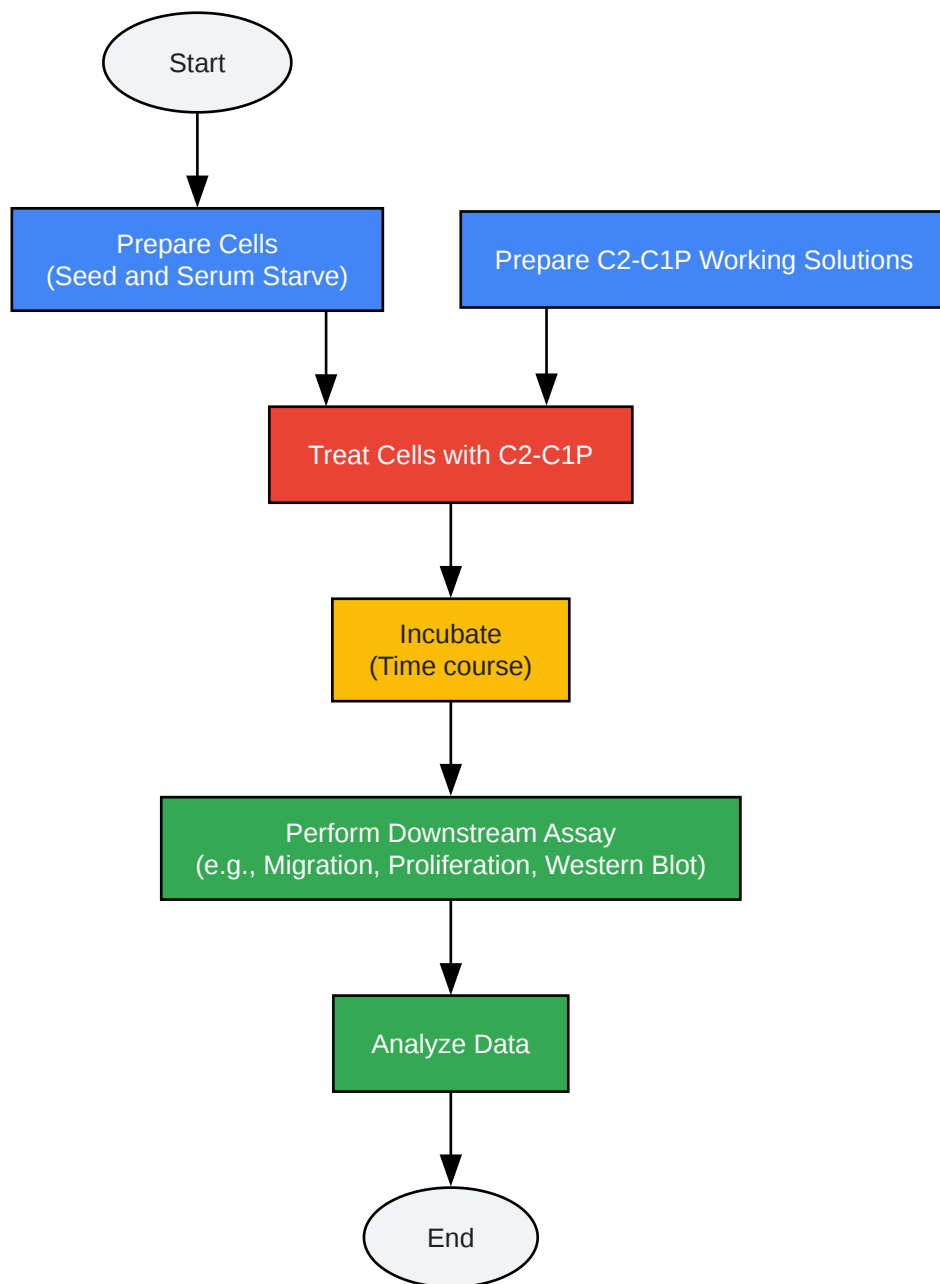 Start
Prepare Cells
(Seed and Serum Starve)
Prepare C2-C1P Working Solutions
Treat Cells with C2-C1P
Incubate
(Time course)
Perform Downstream Assay
(e.g., Migration, Proliferation, Western Blot)
Analyze Data
End